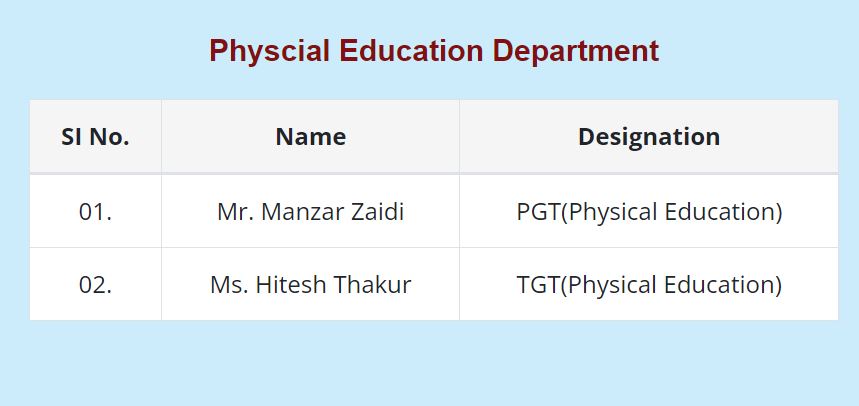 Physcial Education Department
SI No. Name Designation
01. Mr. Manzar Zaidi PGT(Physical Education)
02. Ms. Hitesh Thakur TGT(Physical Education)